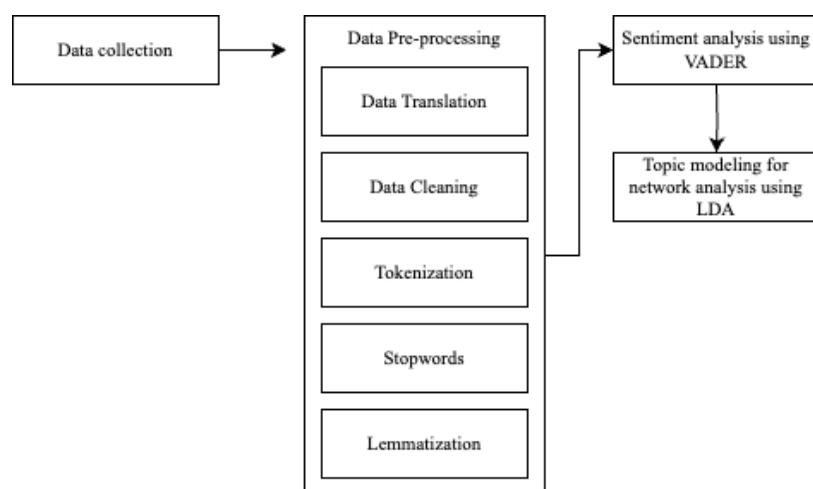 Data collection
Data Pre-processing
Data Translation
Data Cleaning
Tokenization
Stopwords
Lemmatization
Sentiment analysis using
VADER
Topic modeling for
network analysis using
LDA